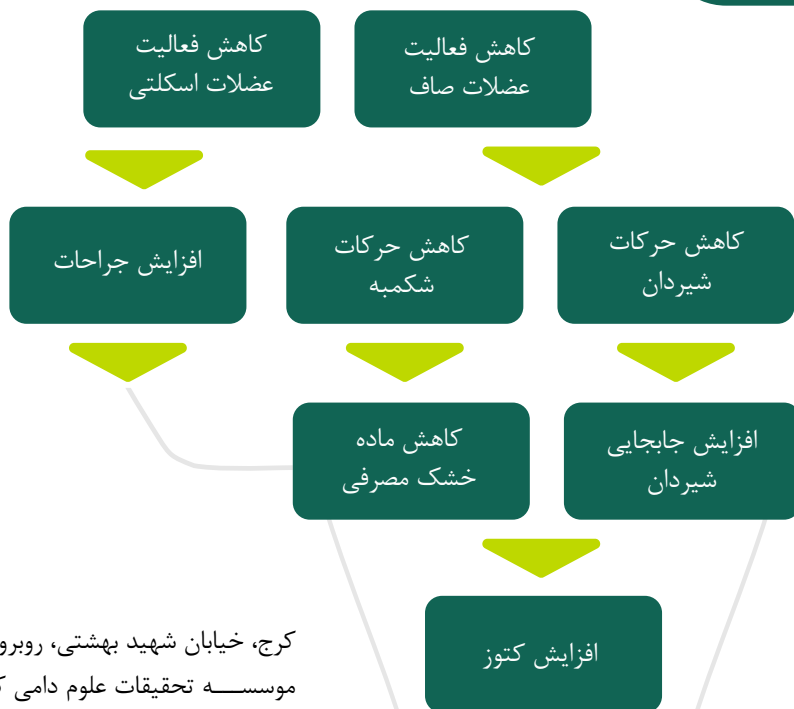 کاهش فعالیت
عضلات صاف
کاهش فعالیت
عضلات اسکلتی
کاهش حرکات
شیردان
کاهش حرکات
شکمبه
افزایش جراحات
افزایش جابجایی
شیردان
کاهش ماده
خشک مصرفی
افزایش کتوز
کرج، خیابان شهید بهشتی، روبرو
موسسه تحقیقات علوم دامی